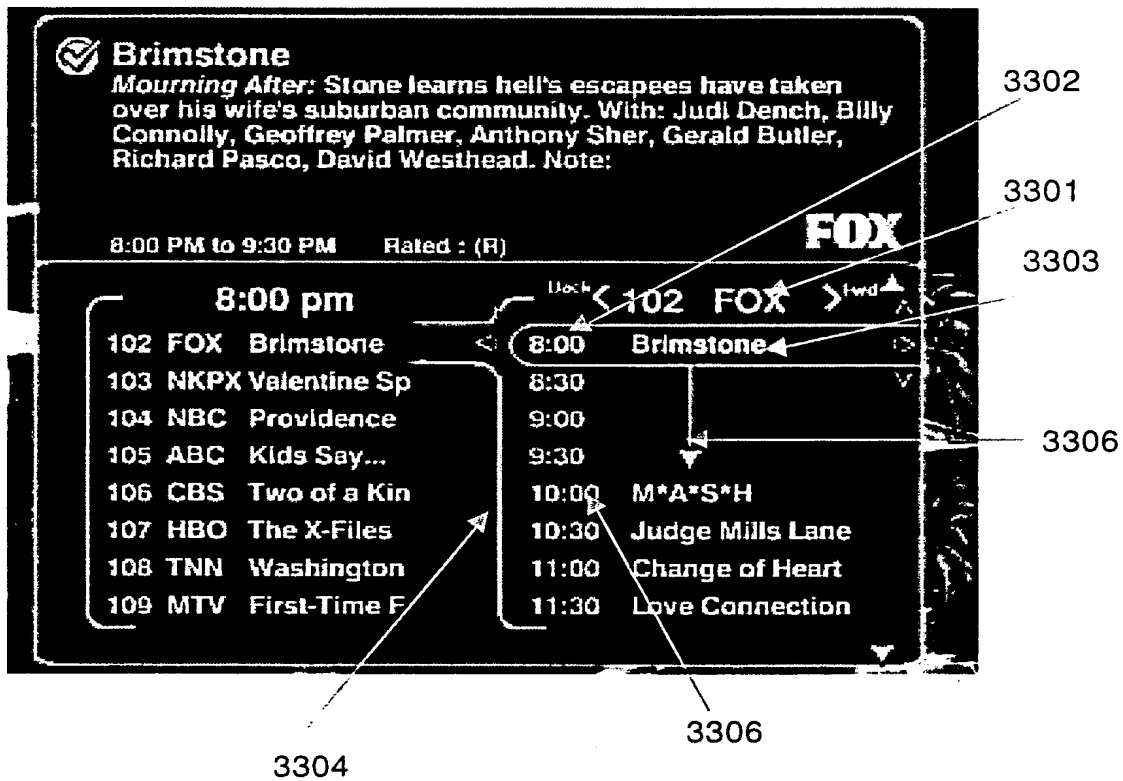 Brimstone
Mourning After: Stone learns hell's escapees have taken
over his wife's suburban community. With: Judi Dench, Billy
Connolly, Geoffrey Palmer, Anthony Sher, Gerald Butler,
Richard Pasco, David Westhead. Note:
8:00 PM to 9:30 PM Rated : (R)
FOX
8:00 pm
102 FOX Brimstone
103 NKPX Valentine Sp
104 NBC Providence
105 ABC Kids Say...
106 CBS Two of a Kin
107 HBO The X-Files
108 TNN Washington
109 MTV First-Time F
Back < 102 FOX > Fwd
8:00 Brimstone
8:30
9:00
9:30
10:00 M*A*S*H
10:30 Judge Mills Lane
11:00 Change of Heart
11:30 Love Connection
3302
3301
3303
3306
3306
3304